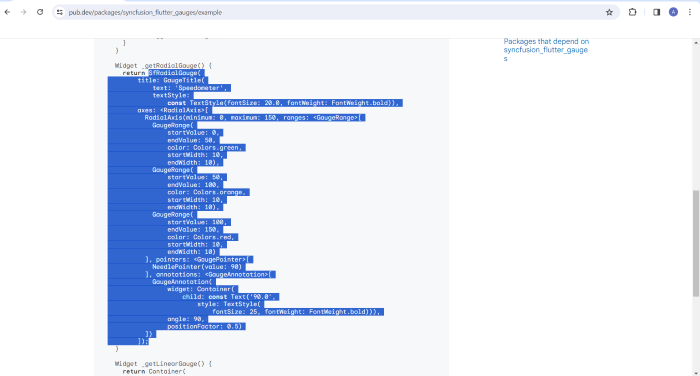 pub.dev/packages/syncfusion_flutter_gauges/example
A
Packages that depend on
syncfusion_flutter_gauge
s
}
}
Widget _getRadialGauge() {
return SfRadialGauge(
title: GaugeTitle(
text: 'Speedometer',
textStyle:
const TextStyle(fontSize: 20.0, fontWeight: FontWeight.bold)),
axes: <RadialAxis>[
RadialAxis(minimum: 0, maximum: 150, ranges: <GaugeRange>[
GaugeRange(
startValue: 0,
endValue: 50,
color: Colors.green,
startWidth: 10,
endWidth: 10),
GaugeRange(
startValue: 50,
endValue: 100,
color: Colors.orange,
startWidth: 10,
endWidth: 10),
GaugeRange(
startValue: 100,
endValue: 150,
color: Colors.red,
startWidth: 10,
endWidth: 10)
], pointers: <GaugePointer>[
NeedlePointer(value: 90)
], annotations: <GaugeAnnotation>[
GaugeAnnotation(
widget: Container(
child: const Text('90.0',
style: TextStyle(
fontSize: 25, fontWeight: FontWeight.bold))),
angle: 90,
positionFactor: 0.5)
])
]);
}
Widget _getLinearGauge() {
return Container(